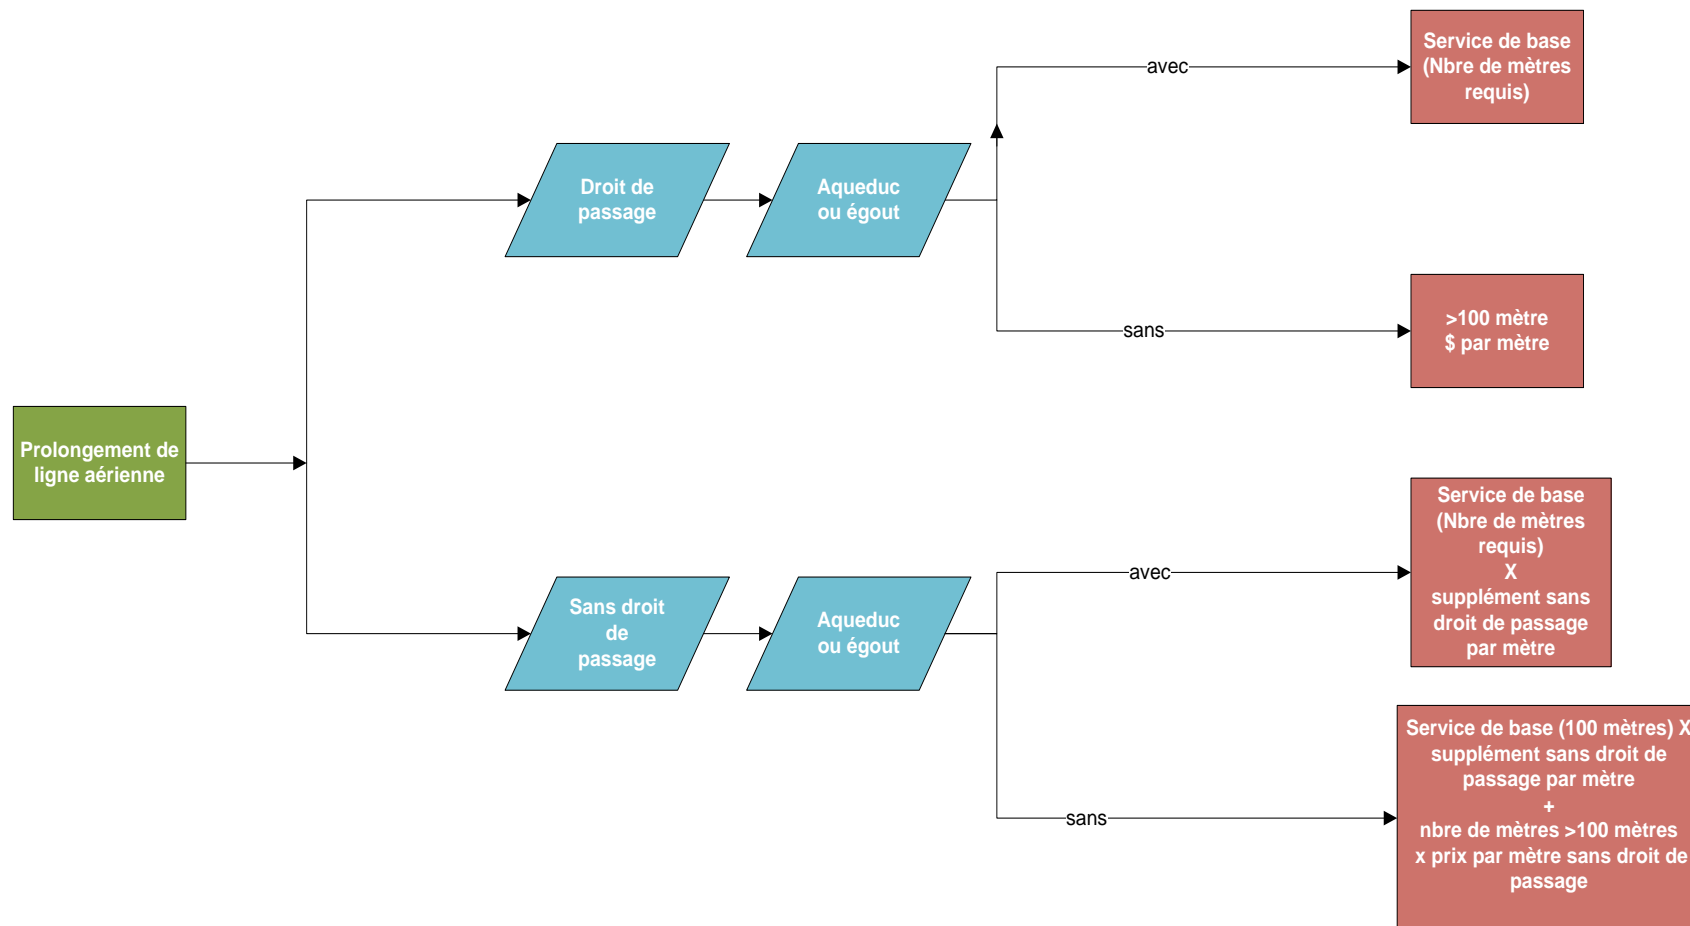 Prolongement de
ligne aérienne
Droit de
passage
Aqueduc
ou égout
avec
Service de base
(Nbre de mètres
requis)
sans
>100 mètre
$ par mètre
Sans droit
de
passage
Aqueduc
ou égout
avec
Service de base
(Nbre de mètres
requis)
X
supplément sans
droit de passage
par mètre
sans
Service de base (100 mètres) X
supplément sans droit de
passage par mètre
+
nbre de mètres >100 mètres
x prix par mètre sans droit de
passage